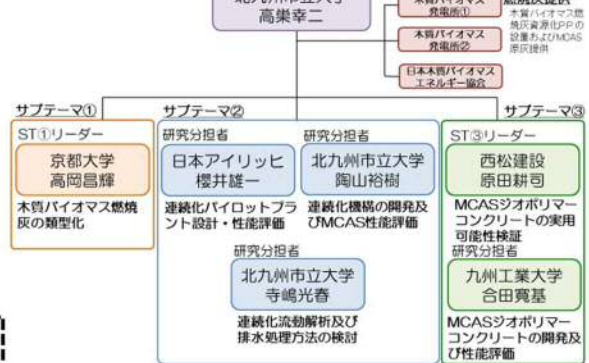 北九州市立大学
高巣幸二
木質バイオマス
発電所①
燃焼灰提供
木質バイオマス燃
焼灰資源化PPの
設置およびMCAS
原灰提供
木質バイオマス
発電所②
日本木質バイオマス
エネルギー協会
サブテーマ①
ST①リーダー
京都大学
高岡昌輝
木質バイオマス燃焼
灰の類型化
サブテーマ②
研究分担者
日本アイリッヒ
櫻井雄一
連続化パイロットプラ
ント設計・性能評価
研究分担者
北九州市立大学
陶山裕樹
連続化機構の開発及
びMCAS性能評価
研究分担者
北九州市立大学
寺嶋光春
連続化流動解析及び
排水処理方法の検討
サブテーマ③
ST③リーダー
西松建設
原田耕司
MCASジオポリマー
コンクリートの実用
可能性検証
研究分担者
九州工業大学
合田寛基
MCASジオポリマー
コンクリートの開発及
び性能評価